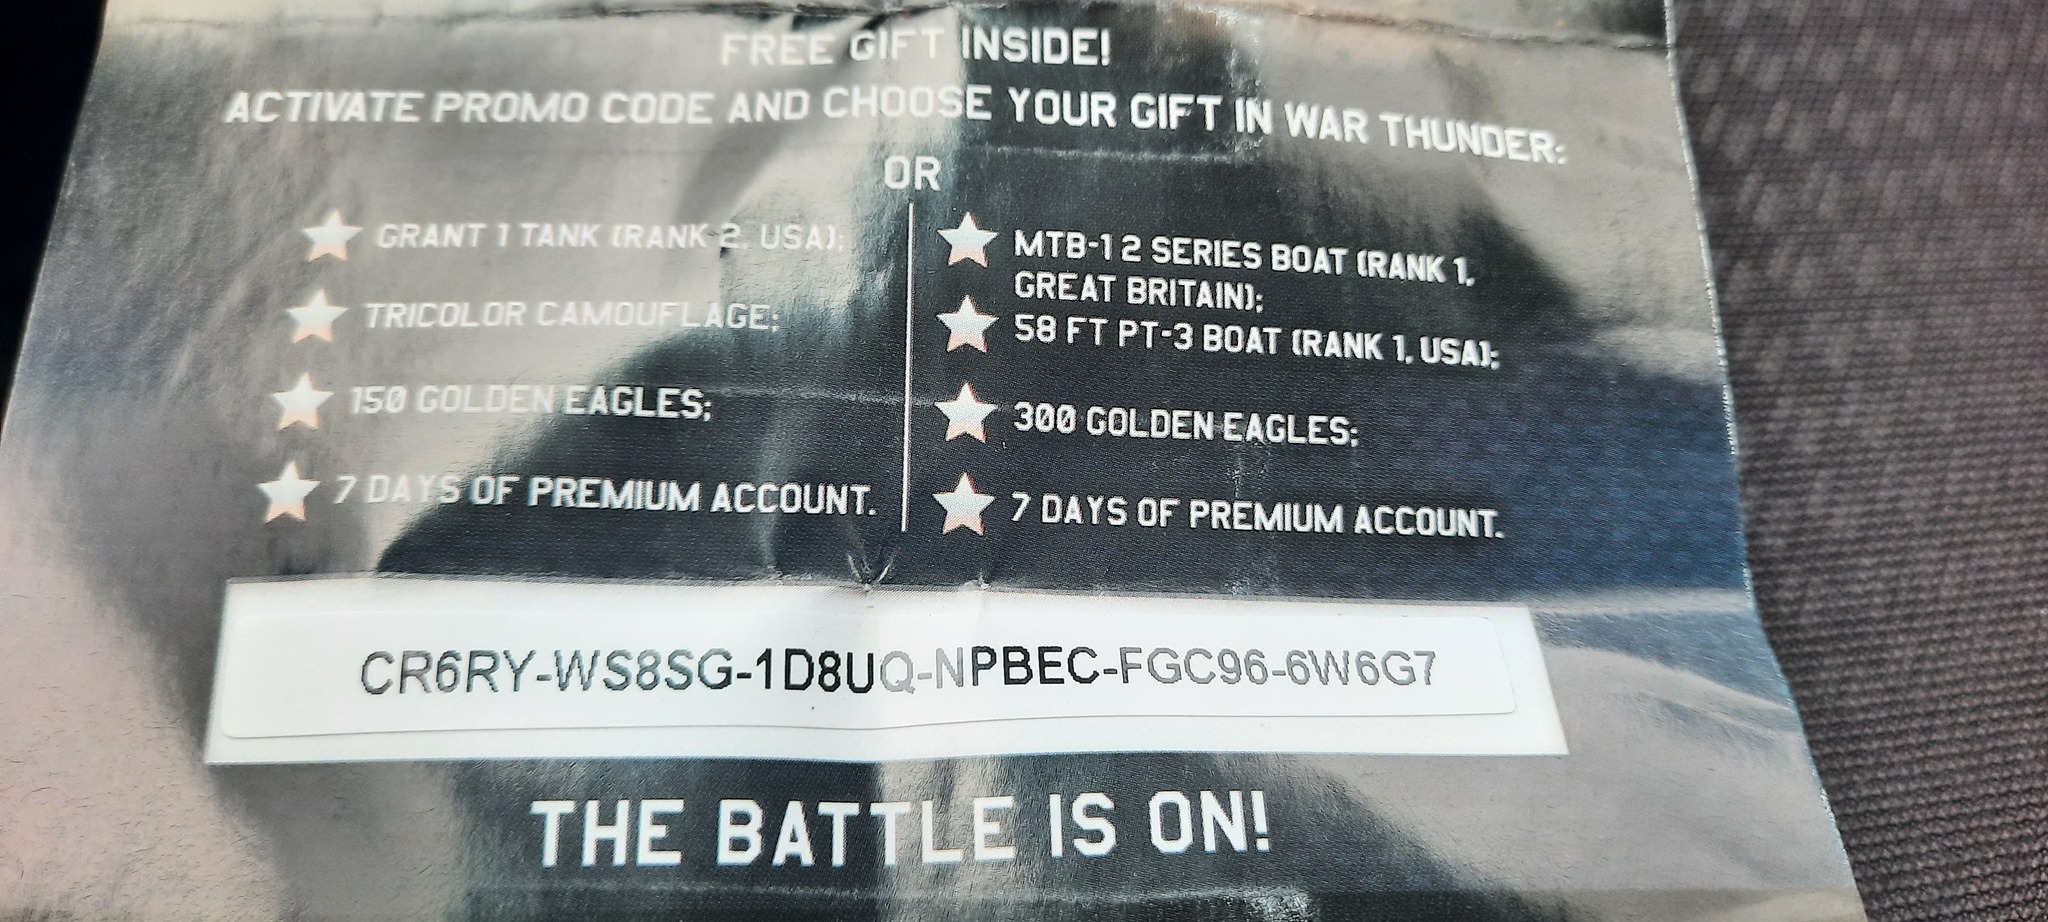 FREE GIFT INSIDE!
ACTIVATE PROMO CODE AND CHOOSE YOUR GIFT IN WAR THUNDER:
OR
GRANT 1 TANK (RANK 2, USA);
TRICOLOR CAMOUFLAGE;
150 GOLDEN EAGLES;
7 DAYS OF PREMIUM ACCOUNT.
MTB-1 2 SERIES BOAT (RANK 1,
GREAT BRITAIN);
58 FT PT-3 BOAT (RANK 1, USA);
300 GOLDEN EAGLES;
7 DAYS OF PREMIUM ACCOUNT.
CR6RY-WS8SG-1D8UQ-NPBEC-FGC96-6W6G7
THE BATTLE IS ON!